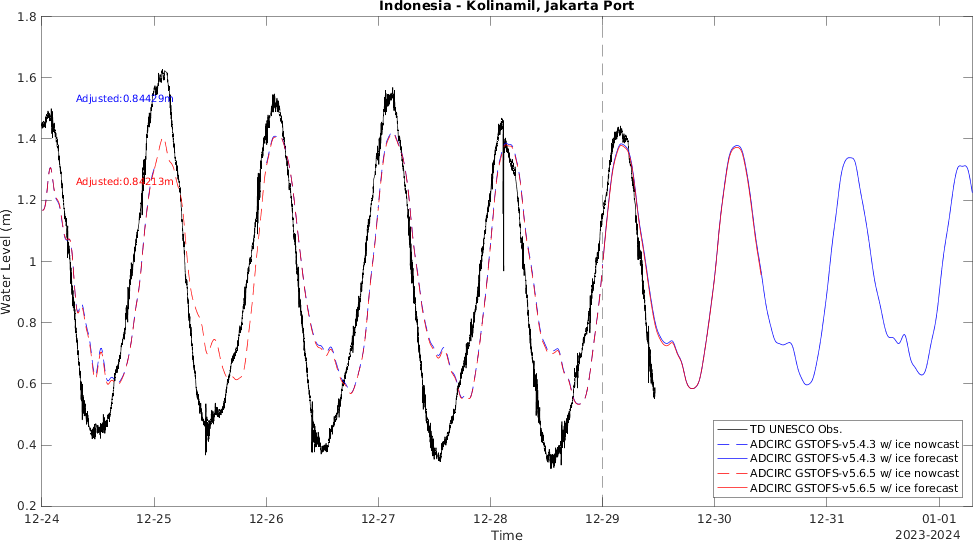 Indonesia - Kolinamil, Jakarta Port
1.8
1.6
1.4
1.2
1
0.8
0.6
0.4
0.2
Water Level (m)
Adjusted:0.84429m
Adjusted:0.84213m
TD UNESCO Obs.
ADCIRC GSTOFS-v5.4.3 w/ ice nowcast
ADCIRC GSTOFS-v5.4.3 w/ ice forecast
ADCIRC GSTOFS-v5.6.5 w/ ice nowcast
ADCIRC GSTOFS-v5.6.5 w/ ice forecast
12-24 12-25 12-26 12-27 12-28 12-29 12-30 12-31 01-01
Time
2023-2024